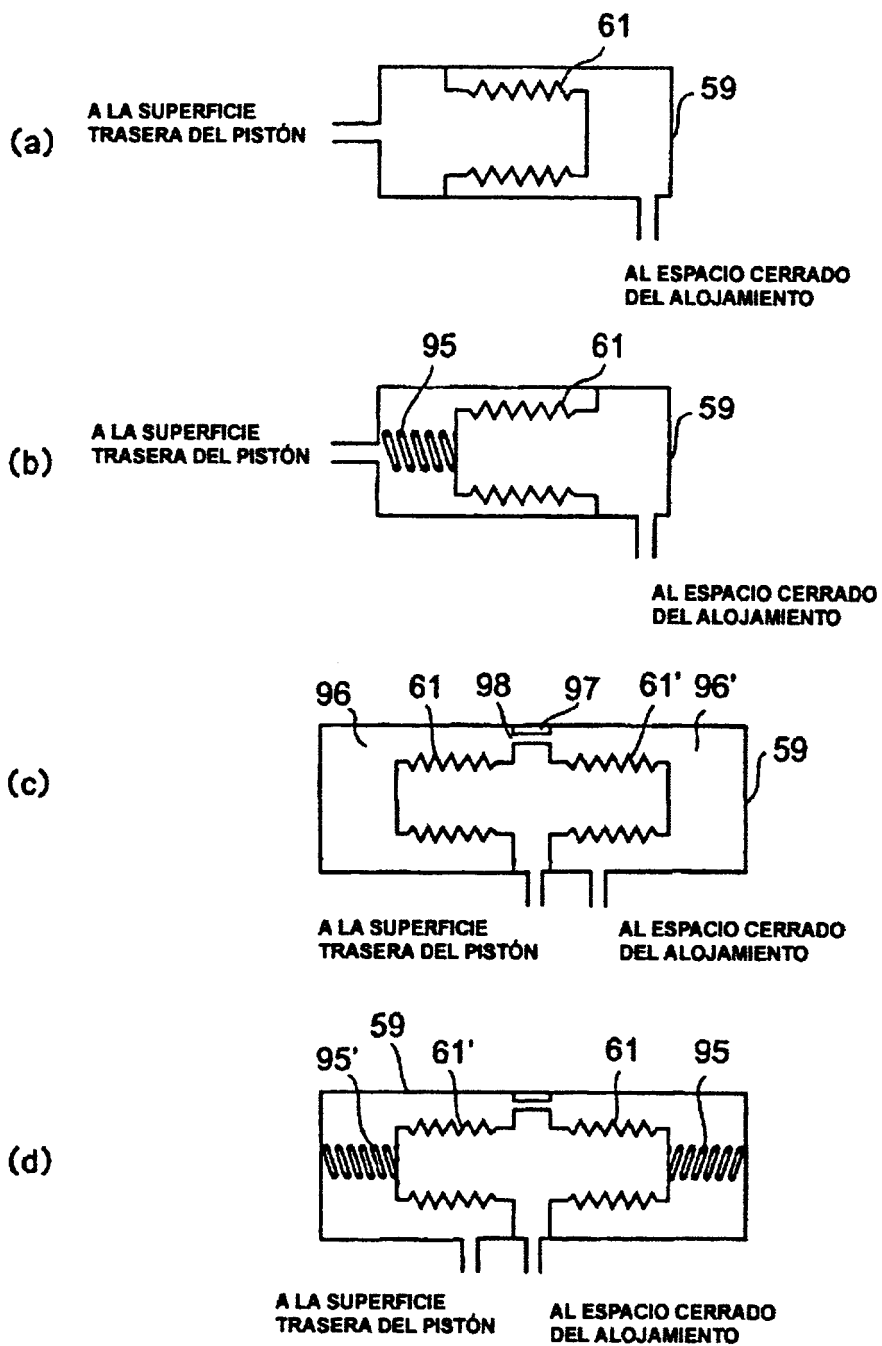 61
59
(a)
A LA SUPERFICIE
TRASERA DEL PISTÓN
AL ESPACIO CERRADO
DEL ALOJAMIENTO
95
61
59
(b)
A LA SUPERFICIE
TRASERA DEL PISTÓN
AL ESPACIO CERRADO
DEL ALOJAMIENTO
96
61
98
97
61'
96'
59
(c)
A LA SUPERFICIE
TRASERA DEL PISTÓN
AL ESPACIO CERRADO
DEL ALOJAMIENTO
59
95'
61'
61
95
(d)
A LA SUPERFICIE
TRASERA DEL PISTÓN
AL ESPACIO CERRADO
DEL ALOJAMIENTO